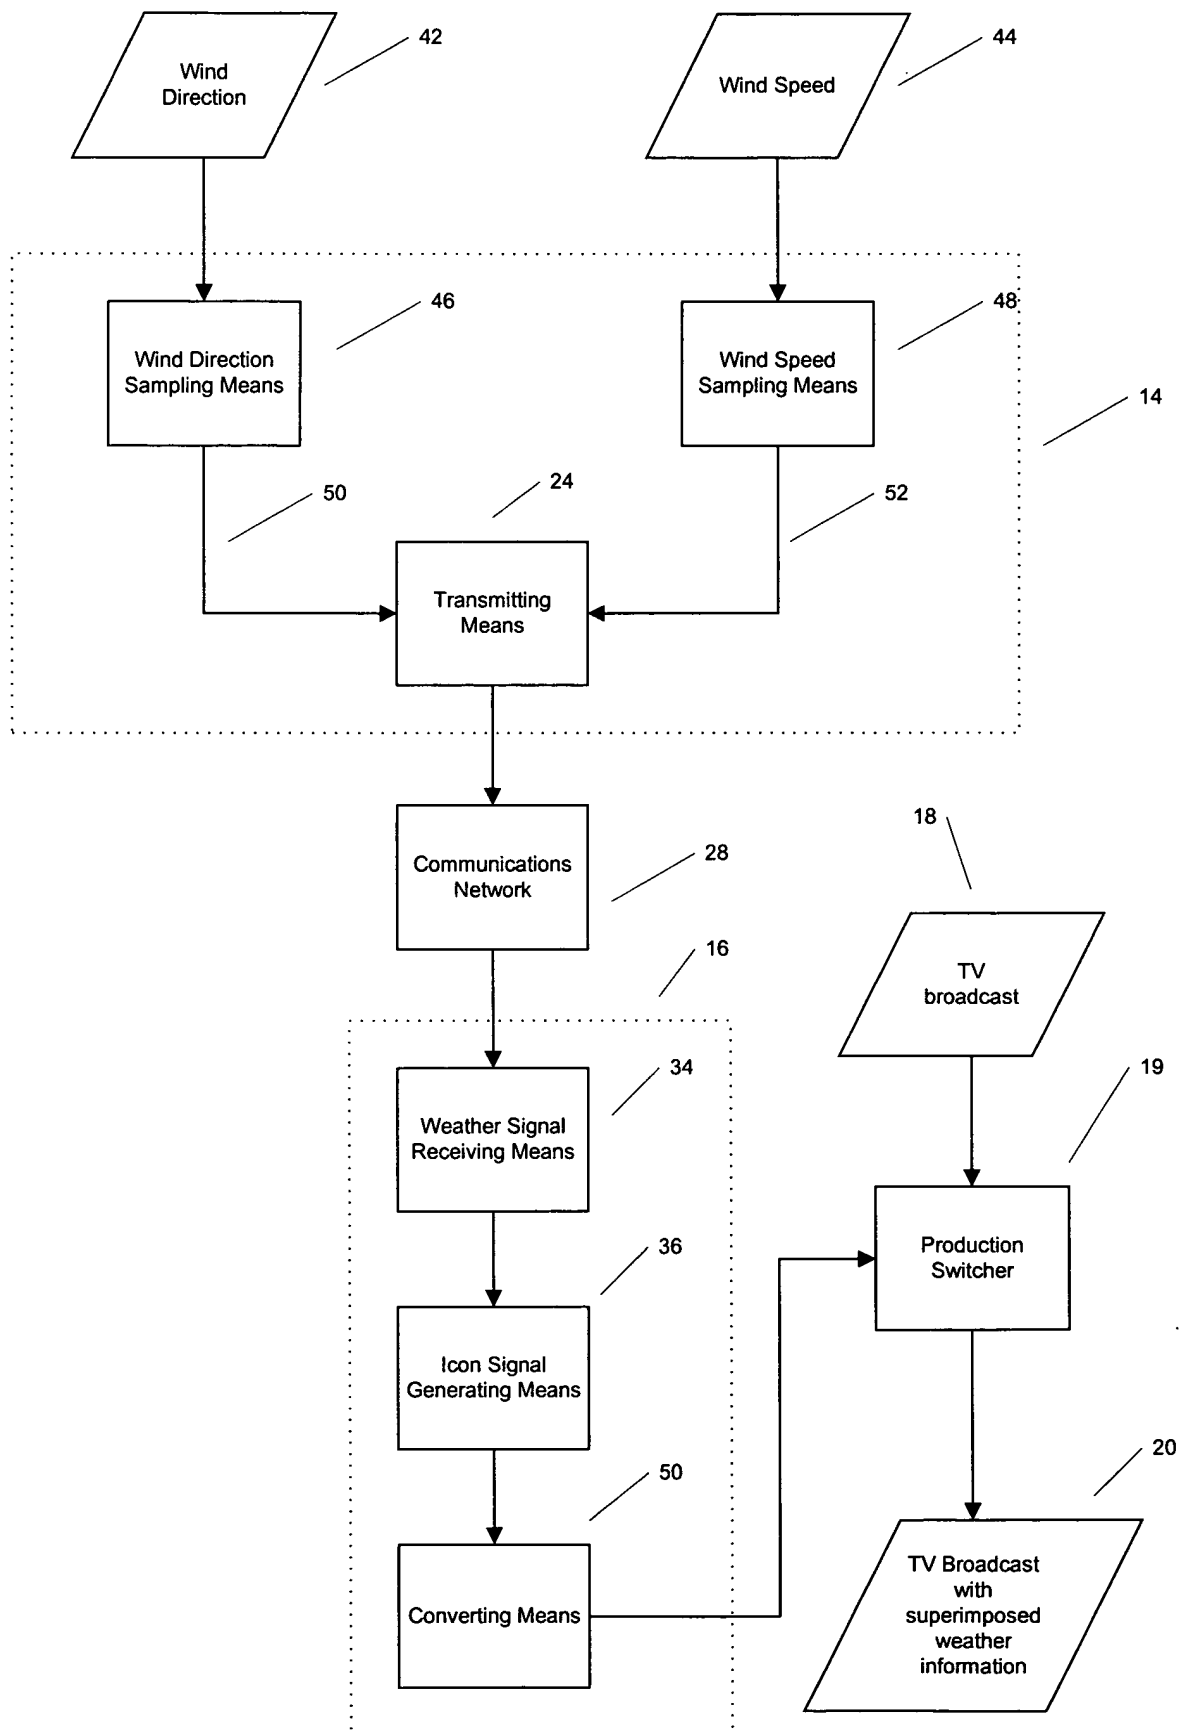 42
44
Wind
Direction
Wind Speed
46
48
Wind Direction
Sampling Means
Wind Speed
Sampling Means
14
50
24
52
Transmitting
Means
18
Communications
Network
28
16
TV
broadcast
34
19
Weather Signal
Receiving Means
36
Production
Switcher
Icon Signal
Generating Means
20
50
Converting Means
TV Broadcast
with
superimposed
weather
information